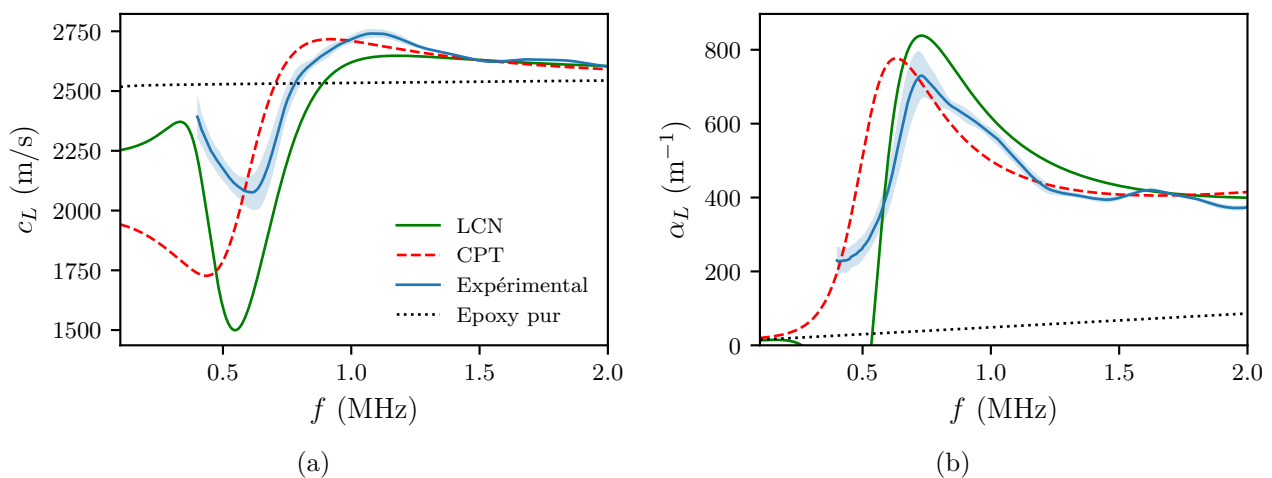 2750
2500
2250
2000
1750
1500
c_L (m/s)
LCN
CPT
Expérimental
Epoxy pur
0.5 1.0 1.5 2.0
f (MHz)
(a)
800
600
400
200
0
α_L (m⁻¹)
0.5 1.0 1.5 2.0
f (MHz)
(b)